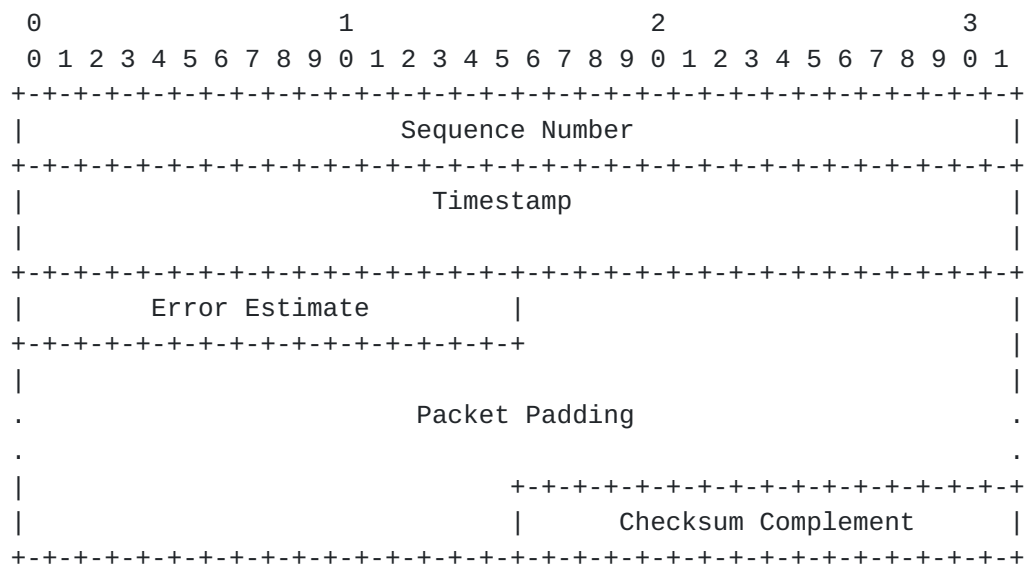 0                   1                   2                   3
 0 1 2 3 4 5 6 7 8 9 0 1 2 3 4 5 6 7 8 9 0 1 2 3 4 5 6 7 8 9 0 1
+-+-+-+-+-+-+-+-+-+-+-+-+-+-+-+-+-+-+-+-+-+-+-+-+-+-+-+-+-+-+-+-+
|                        Sequence Number                        |
+-+-+-+-+-+-+-+-+-+-+-+-+-+-+-+-+-+-+-+-+-+-+-+-+-+-+-+-+-+-+-+-+
|                          Timestamp                            |
|                                                               |
+-+-+-+-+-+-+-+-+-+-+-+-+-+-+-+-+-+-+-+-+-+-+-+-+-+-+-+-+-+-+-+-+
|        Error Estimate         |                               |
+-+-+-+-+-+-+-+-+-+-+-+-+-+-+-+-+                               |
|                                                               |
.                         Packet Padding                        .
.                                                               .
|                               +-+-+-+-+-+-+-+-+-+-+-+-+-+-+-+-+
|                               |      Checksum Complement      |
+-+-+-+-+-+-+-+-+-+-+-+-+-+-+-+-+-+-+-+-+-+-+-+-+-+-+-+-+-+-+-+-+